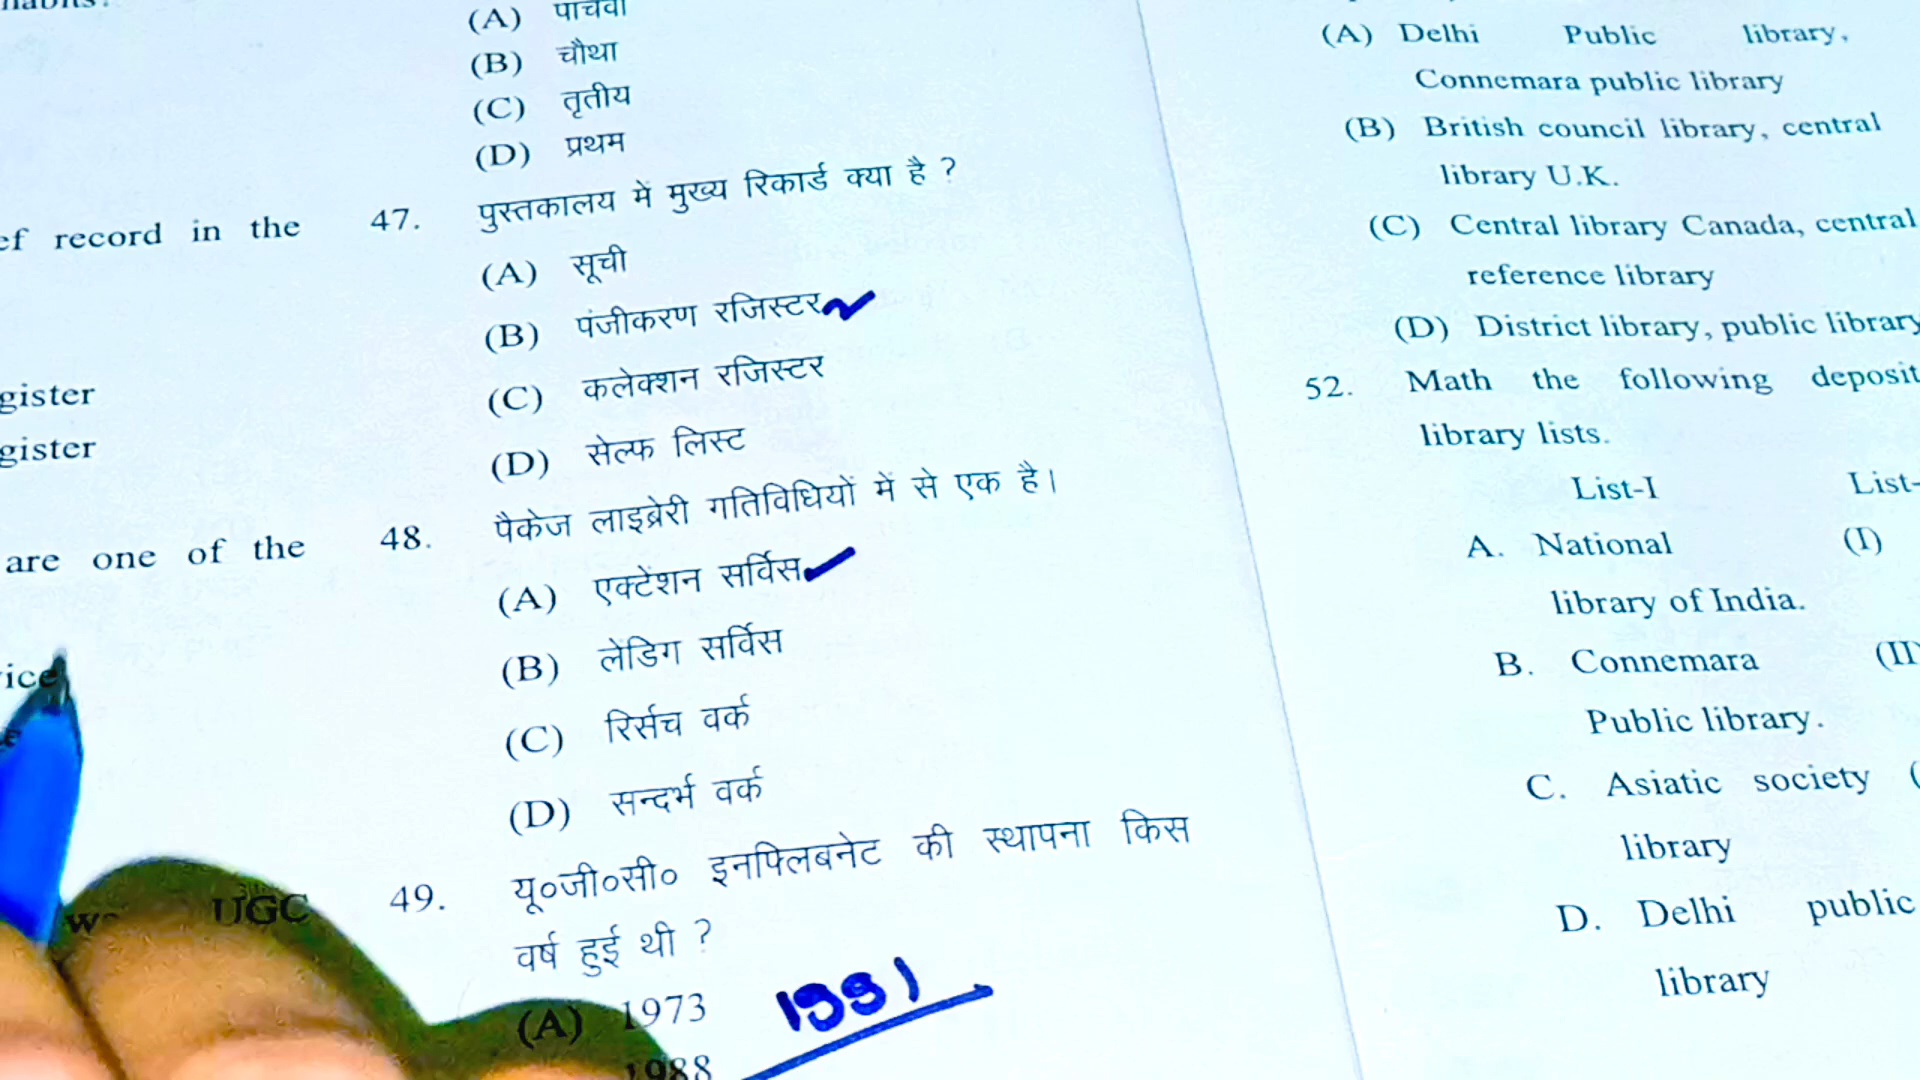 ef record in the
gister
gister
are one of the
UGC
(A) पाचवा
(B) चौथा
(C) तृतीय
(D) प्रथम
47. पुस्तकालय में मुख्य रिकार्ड क्या है ?
(A) सूची
(B) पंजीकरण रजिस्टर
(C) कलेक्शन रजिस्टर
(D) सेल्फ लिस्ट
48. पैकेज लाइब्रेरी गतिविधियों में से एक है।
(A) एक्टेंशन सर्विस
(B) लेंडिग सर्विस
(C) रिर्सच वर्क
(D) सन्दर्भ वर्क
49. यू०जी०सी० इनफ्लिबनेट की स्थापना किस
वर्ष हुई थी ?
(A) 1973
1991
1988
(A) Delhi Public library,
Connemara public library
(B) British council library, central
library U.K.
(C) Central library Canada, central
reference library
(D) District library, public library
52. Math the following deposit
library lists.
List-I List-
A. National (I)
library of India.
B. Connemara (II
Public library.
C. Asiatic society (
library
D. Delhi public
library